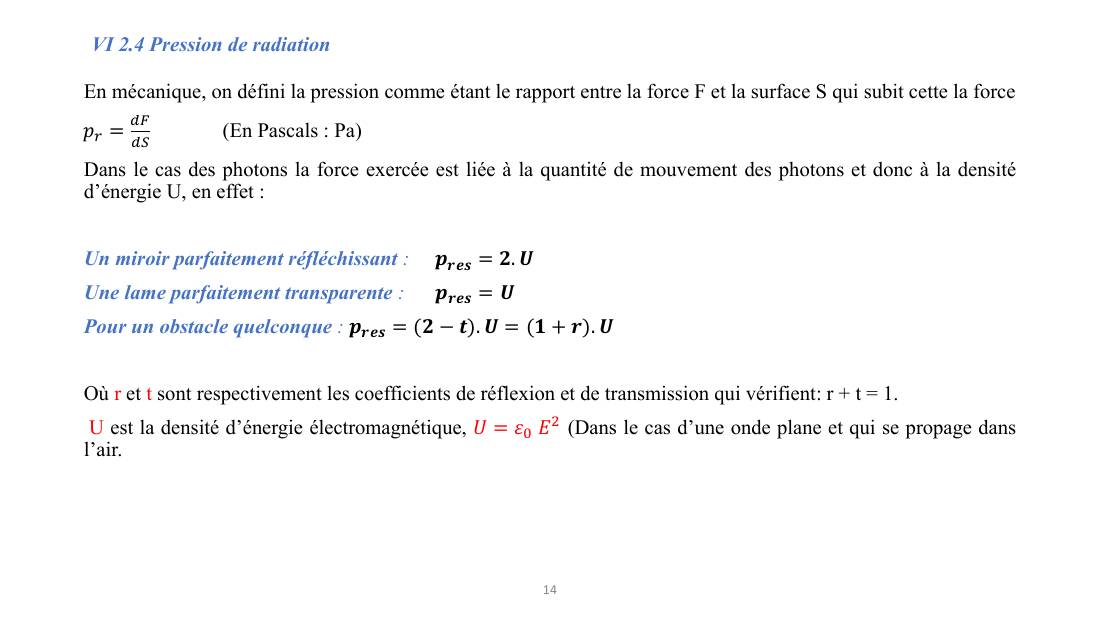 VI 2.4 Pression de radiation
En mécanique, on défini la pression comme étant le rapport entre la force F et la surface S qui subit cette la force
p_r = dF/dS (En Pascals : Pa)
Dans le cas des photons la force exercée est liée à la quantité de mouvement des photons et donc à la densité
d’énergie U, en effet :
Un miroir parfaitement réfléchissant : p_res = 2. U
Une lame parfaitement transparente : p_res = U
Pour un obstacle quelconque : p_res = (2 − t). U = (1 + r). U
Où r et t sont respectivement les coefficients de réflexion et de transmission qui vérifient: r + t = 1.
U est la densité d’énergie électromagnétique, U = ε₀ E² (Dans le cas d’une onde plane et qui se propage dans
l’air.
14